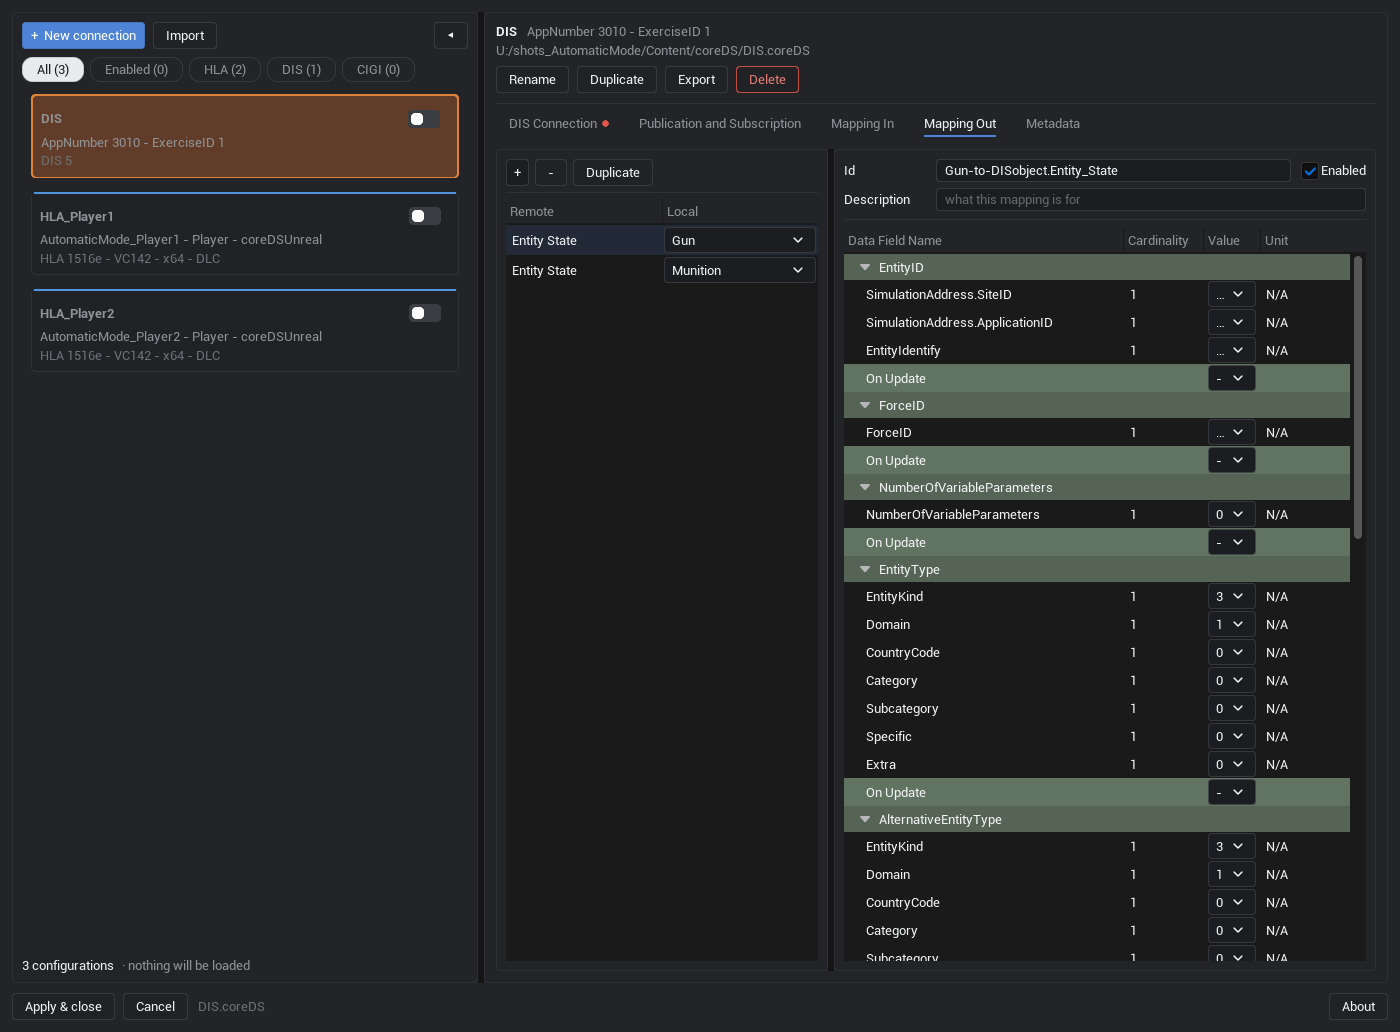 + New connection
Import
All (3)
Enabled (0)
HLA (2)
DIS (1)
CIGI (0)
DIS
AppNumber 3010 - ExerciseID 1
DIS 5
HLA_Player1
AutomaticMode_Player1 - Player - coreDSUnreal
HLA 1516e - VC142 - x64 - DLC
HLA_Player2
AutomaticMode_Player2 - Player - coreDSUnreal
HLA 1516e - VC142 - x64 - DLC
3 configurations · nothing will be loaded
DIS AppNumber 3010 - ExerciseID 1
U:/shots_AutomaticMode/Content/coreDS/DIS.coreDS
Rename
Duplicate
Export
Delete
DIS Connection
Publication and Subscription
Mapping In
Mapping Out
Metadata
+
-
Duplicate
Remote Local
Entity State Gun
Entity State Munition
Id Gun-to-DISobject.Entity_State Enabled
Description what this mapping is for
Data Field Name Cardinality Value Unit
EntityID
SimulationAddress.SiteID 1 ... N/A
SimulationAddress.ApplicationID 1 ... N/A
EntityIdentify 1 ... N/A
On Update -
ForceID
ForceID 1 ... N/A
On Update -
NumberOfVariableParameters
NumberOfVariableParameters 1 0 N/A
On Update -
EntityType
EntityKind 1 3 N/A
Domain 1 1 N/A
CountryCode 1 0 N/A
Category 1 0 N/A
Subcategory 1 0 N/A
Specific 1 0 N/A
Extra 1 0 N/A
On Update -
AlternativeEntityType
EntityKind 1 3 N/A
Domain 1 1 N/A
CountryCode 1 0 N/A
Category 1 0 N/A
Subcategory 1 0 N/A
Apply & close
Cancel
DIS.coreDS
About